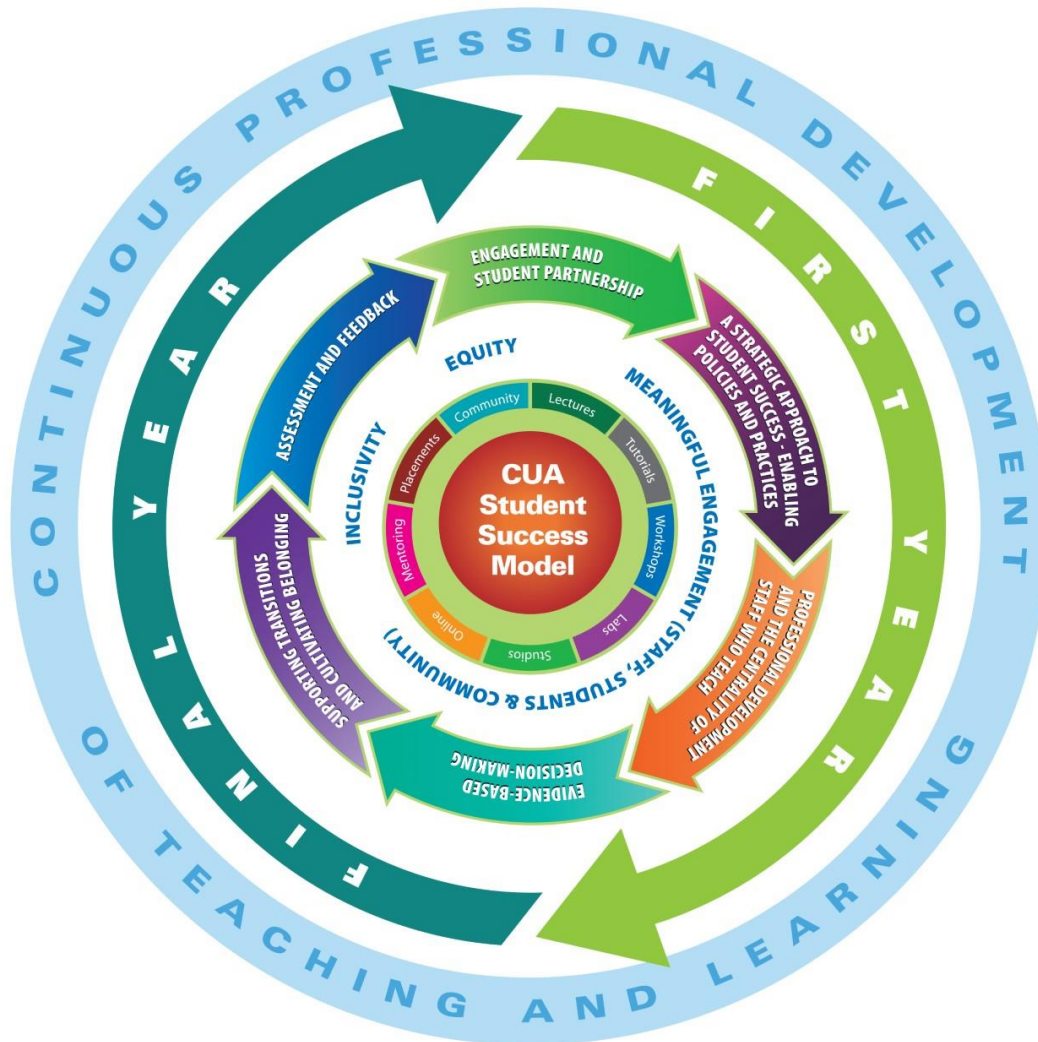 CONTINUOUS PROFESSIONAL DEVELOPMENT
OF TEACHING AND LEARNING
FIRST YEAR
FINAL YEAR
ENGAGEMENT AND
STUDENT PARTNERSHIP
A STRATEGIC APPROACH TO
STUDENT SUCCESS - ENABLING
POLICIES AND PRACTICES
PROFESSIONAL DEVELOPMENT
AND THE CENTRALITY OF
STAFF WHO TEACH
EVIDENCE-BASED
DECISION-MAKING
SUPPORTING TRANSITIONS
AND CULTIVATING BELONGING
ASSESSMENT AND FEEDBACK
EQUITY
MEANINGFUL ENGAGEMENT (STAFF, STUDENTS & COMMUNITY)
INCLUSIVITY
Lectures
Tutorials
Workshops
Labs
Studios
Online
Mentoring
Placements
Community
CUA
Student
Success
Model